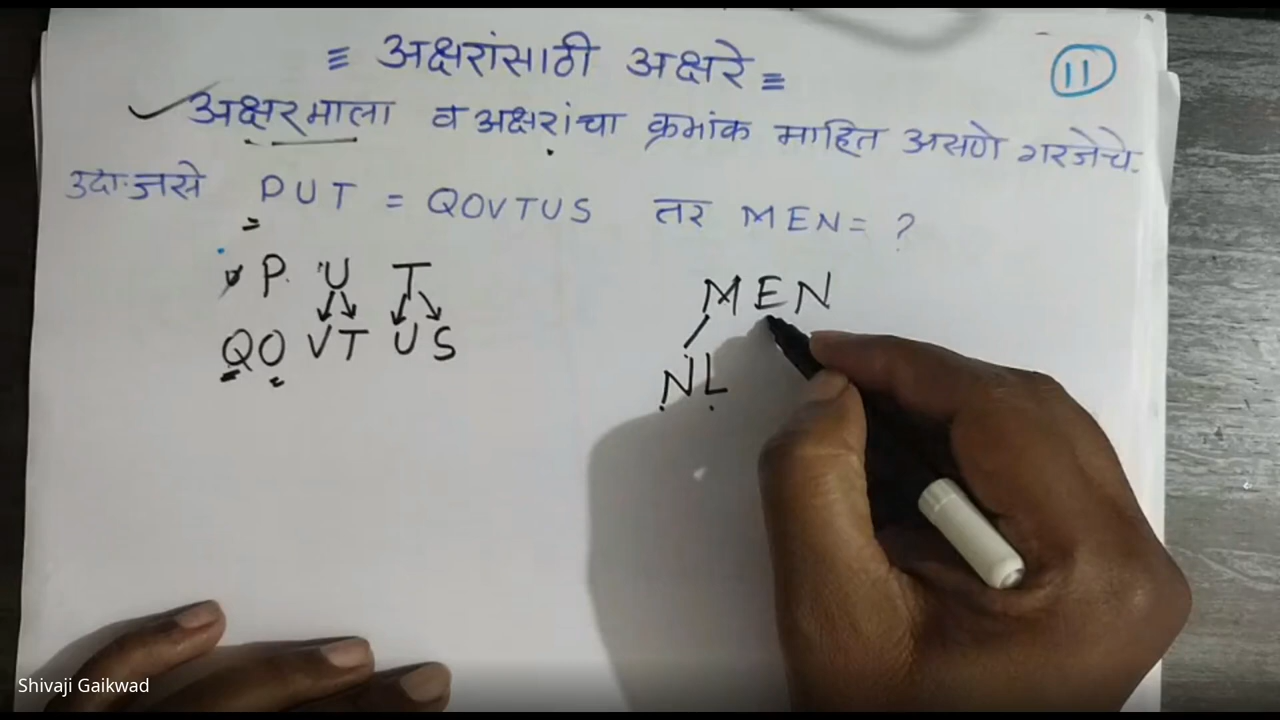 = अक्षरांसाठी अक्षरे =
11
अक्षरमाला व अक्षरांचा क्रमांक माहित असणे गरजेचे.
उदा. जसे PUT = QOVTUS तर MEN = ?
P. U T
QO VT US
MEN
NL
Shivaji Gaikwad